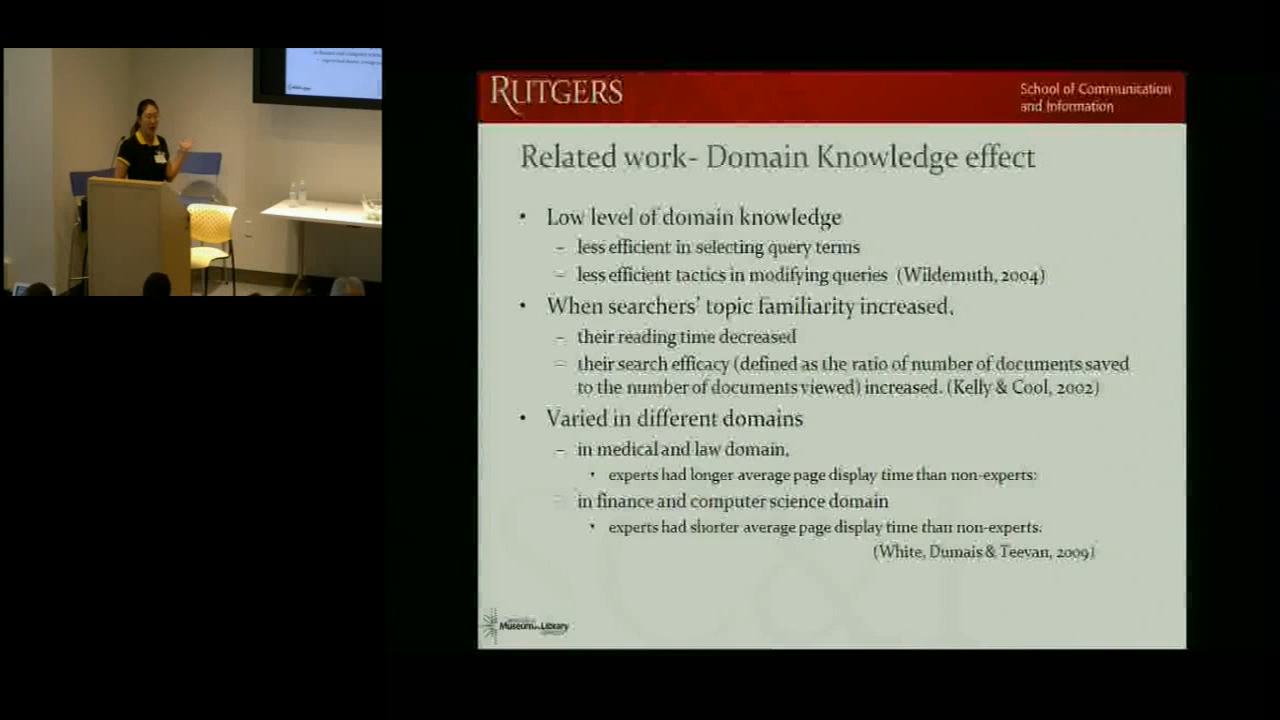 RUTGERS
School of Communication
and Information
Related work- Domain Knowledge effect
• Low level of domain knowledge
– less efficient in selecting query terms
– less efficient tactics in modifying queries (Wildemuth, 2004)
• When searchers' topic familiarity increased,
– their reading time decreased
– their search efficacy (defined as the ratio of number of documents saved
to the number of documents viewed) increased. (Kelly & Cool, 2002)
• Varied in different domains
– in medical and law domain,
• experts had longer average page display time than non-experts;
– in finance and computer science domain
• experts had shorter average page display time than non-experts.
(White, Dumais & Teevan, 2009)
Museum Library